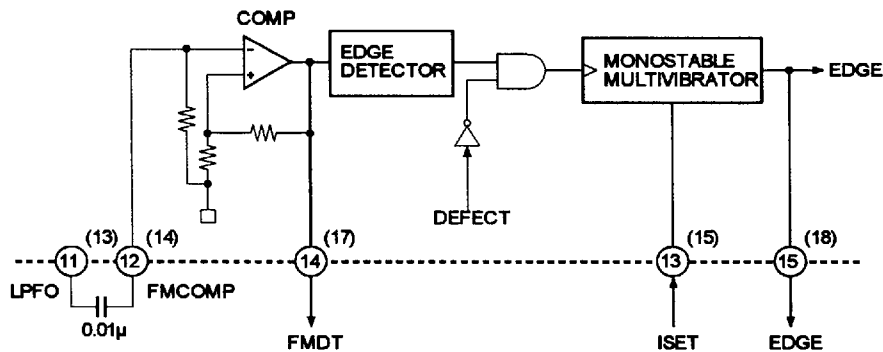 COMP
−
+
EDGE
DETECTOR
MONOSTABLE
MULTIVIBRATOR
EDGE
DEFECT
(13) (14) (17) (15) (18)
11 12 14 13 15
LPFO FMCOMP
0.01µ
FMDT ISET EDGE